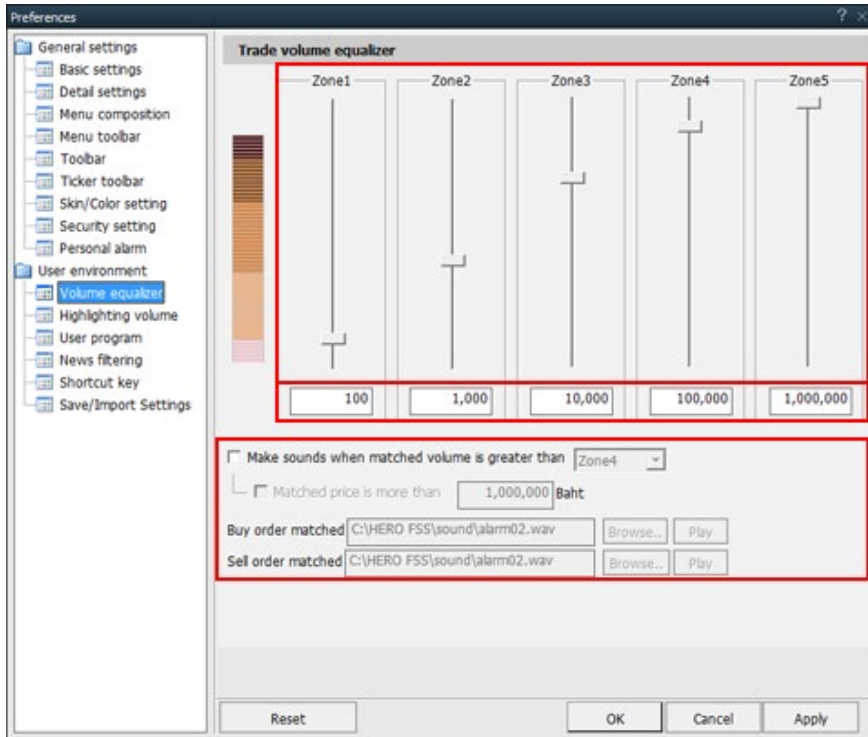 Preferences
? ×
General settings
Basic settings
Detail settings
Menu composition
Menu toolbar
Toolbar
Ticker toolbar
Skin/Color setting
Security setting
Personal alarm
User environment
Volume equalizer
Highlighting volume
User program
News filtering
Shortcut key
Save/Import Settings
Trade volume equalizer
Zone1 Zone2 Zone3 Zone4 Zone5
100 1,000 10,000 100,000 1,000,000
Make sounds when matched volume is greater than Zone4
Matched price is more than 1,000,000 Baht
Buy order matched C:\HERO FSS\sound\alarm02.wav Browse... Play
Sell order matched C:\HERO FSS\sound\alarm02.wav Browse... Play
Reset OK Cancel Apply